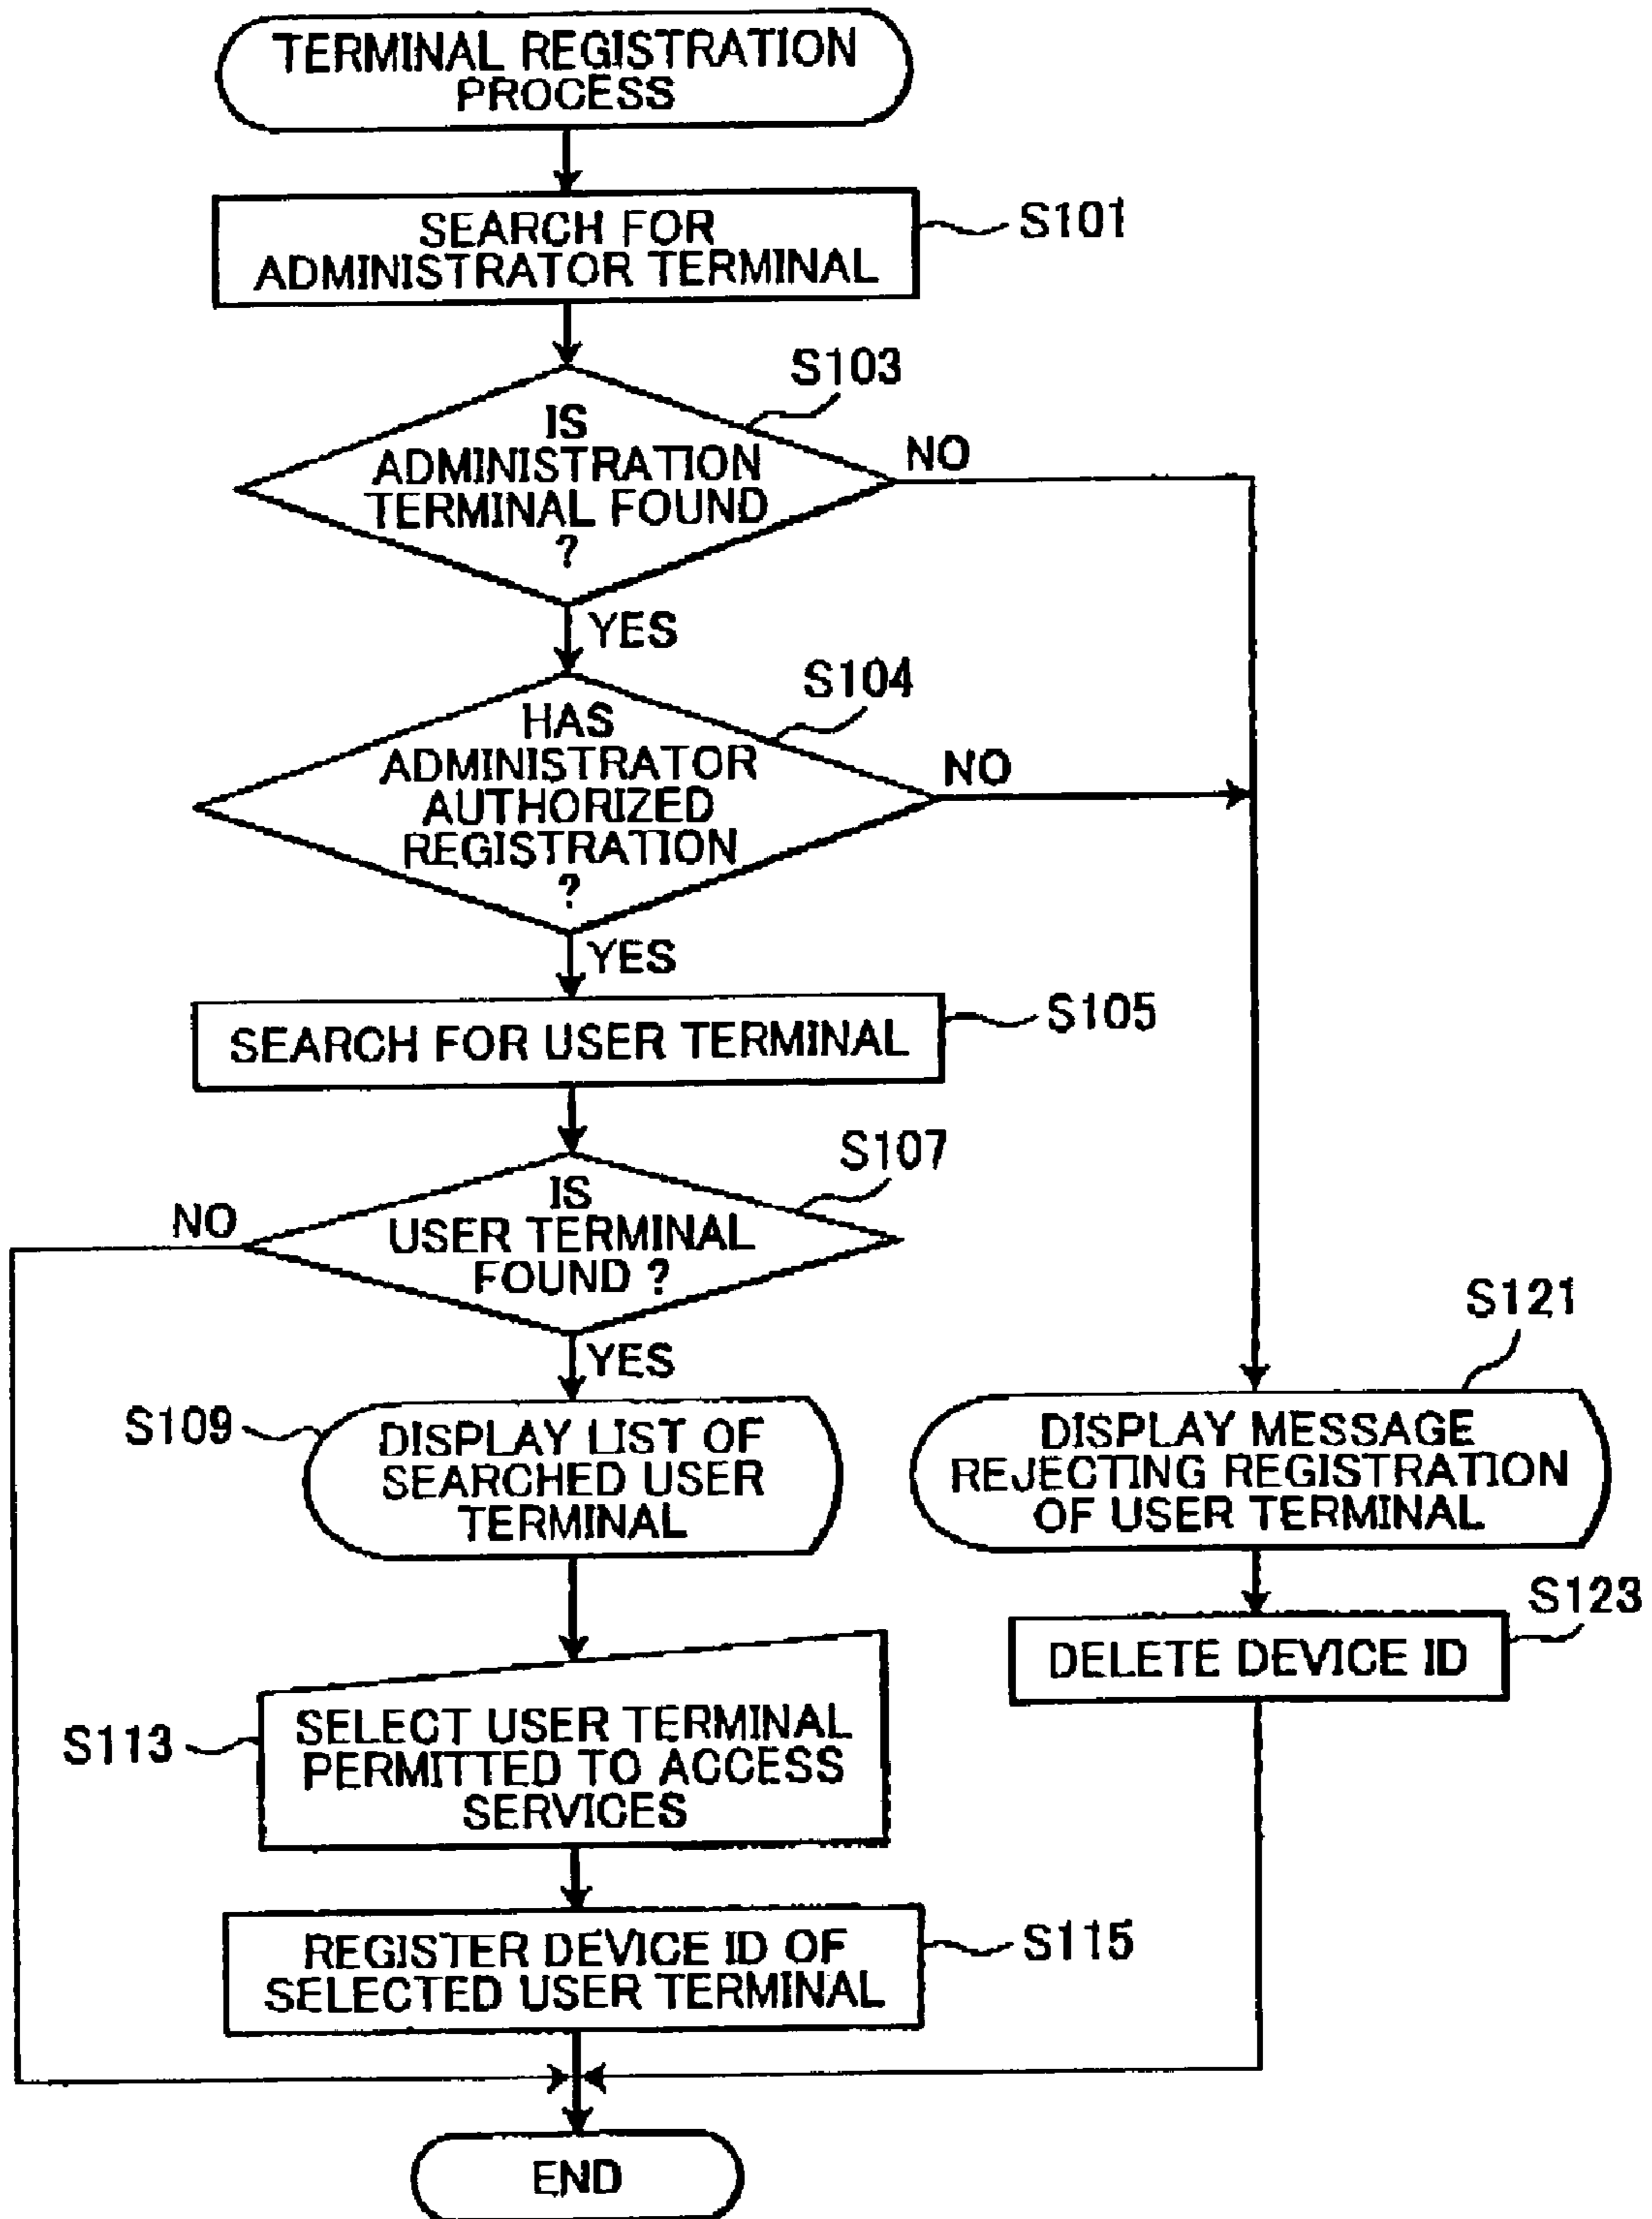 TERMINAL REGISTRATION
PROCESS
SEARCH FOR
ADMINISTRATOR TERMINAL
S101
S103
IS
ADMINISTRATION
TERMINAL FOUND
?
NO
YES
S104
HAS
ADMINISTRATOR
AUTHORIZED
REGISTRATION
?
NO
YES
SEARCH FOR USER TERMINAL
S105
S107
IS
USER TERMINAL
FOUND ?
NO
YES
S109
DISPLAY LIST OF
SEARCHED USER
TERMINAL
S121
DISPLAY MESSAGE
REJECTING REGISTRATION
OF USER TERMINAL
S123
DELETE DEVICE ID
S113
SELECT USER TERMINAL
PERMITTED TO ACCESS
SERVICES
REGISTER DEVICE ID OF
SELECTED USER TERMINAL
S115
END